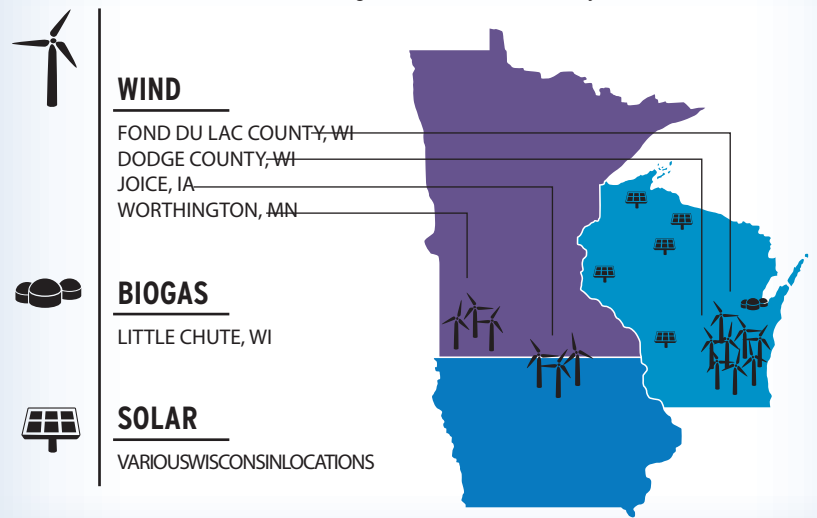 WIND
FOND DU LAC COUNTY, WI
DODGE COUNTY, WI
JOICE, IA
WORTHINGTON, MN
BIOGAS
LITTLE CHUTE, WI
SOLAR
VARIOUSWISCONSINLOCATIONS